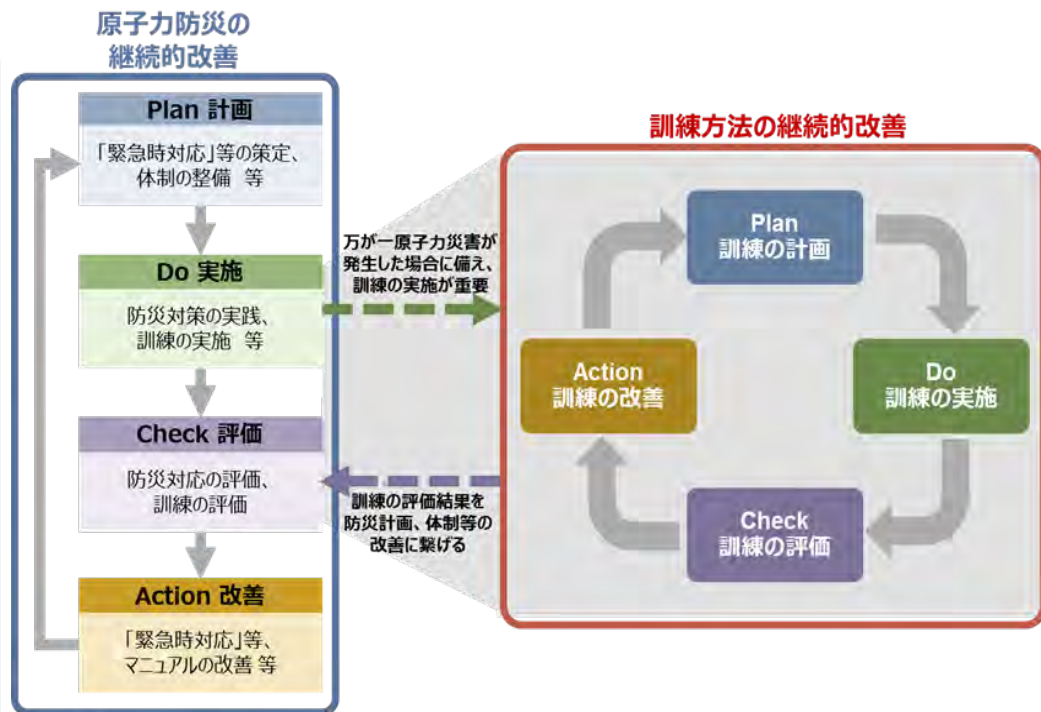 原子力防災の
継続的改善
Plan 計画
「緊急時対応」等の策定、
体制の整備 等
Do 実施
防災対策の実践、
訓練の実施 等
Check 評価
防災対応の評価、
訓練の評価
Action 改善
「緊急時対応」等、
マニュアルの改善 等
万が一原子力災害が
発生した場合に備え、
訓練の実施が重要
訓練の評価結果を
防災計画、体制等の
改善に繋げる
訓練方法の継続的改善
Plan
訓練の計画
Do
訓練の実施
Check
訓練の評価
Action
訓練の改善